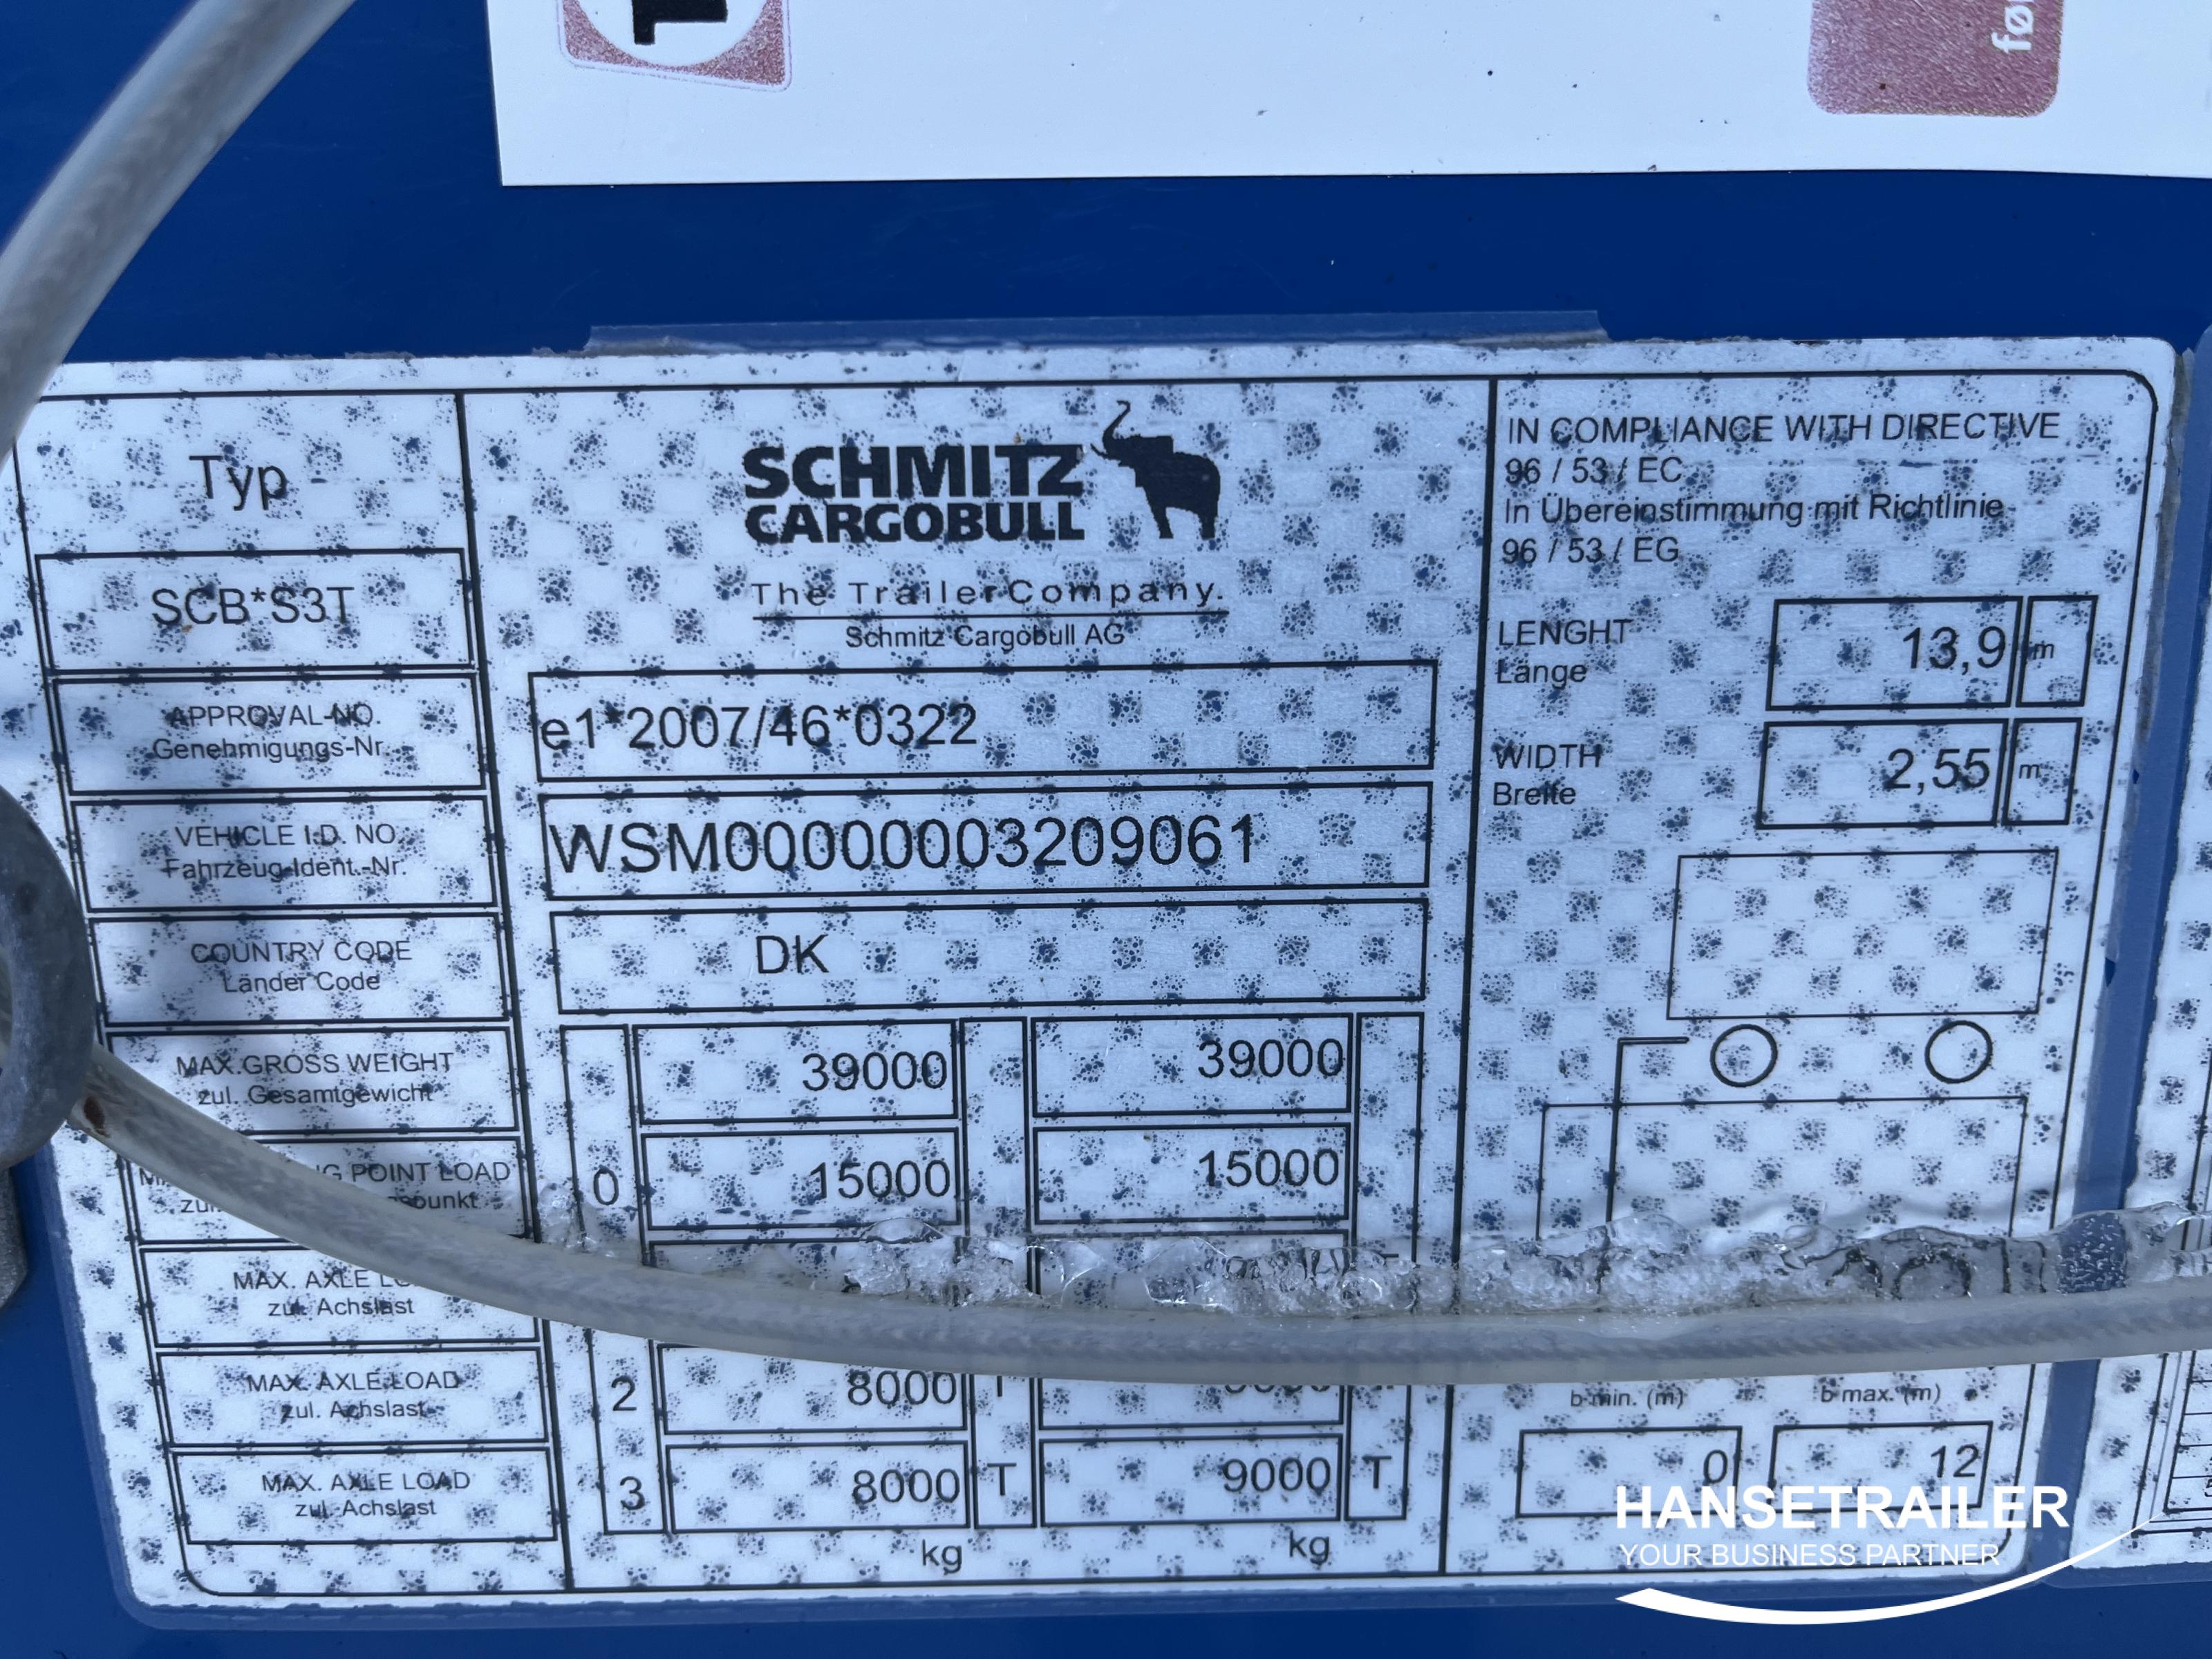 før
Typ
SCHMITZ
CARGOBULL
The Trailer Company.
Schmitz Cargobull AG
IN COMPLIANCE WITH DIRECTIVE
96 / 53 / EC
In Übereinstimmung mit Richtlinie
96 / 53 / EG
SCB*S3T
LENGHT
Länge
13,9 m
APPROVAL-NO.
Genehmigungs-Nr.
e1*2007/46*0322
WIDTH
Breite
2,55 m
VEHICLE I.D. NO.
Fahrzeug-Ident.-Nr.
WSM00000003209061
COUNTRY CODE
Länder Code
DK
MAX.GROSS WEIGHT
zul. Gesamtgewicht
39000 39000
POINT LOAD
0 15000 15000
MAX. AXLE
zul. Achslast
MAX. AXLE LOAD
zul. Achslast
2 8000 T
b min. (m) b max. (m)
MAX. AXLE LOAD
zul. Achslast
3 8000 T 9000 T
0 12
kg kg
HANSETRAILER
YOUR BUSINESS PARTNER